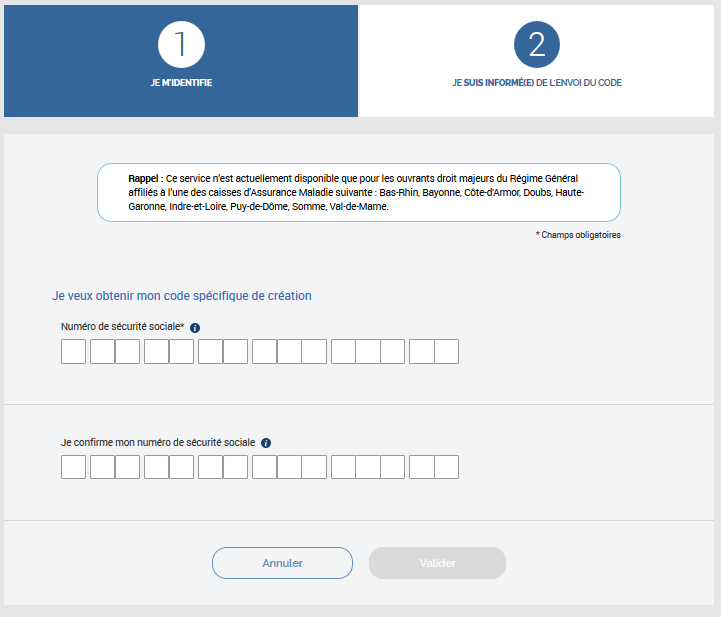 1
JE M'IDENTIFIE
2
JE SUIS INFORMÉ(E) DE L'ENVOI DU CODE
Rappel : Ce service n'est actuellement disponible que pour les ouvrants droit majeurs du Régime Général
affiliés à l'une des caisses d'Assurance Maladie suivante : Bas-Rhin, Bayonne, Côte-d'Armor, Doubs, Haute-
Garonne, Indre-et-Loire, Puy-de-Dôme, Somme, Val-de-Marne.
* Champs obligatoires
Je veux obtenir mon code spécifique de création
Numéro de sécurité sociale* i
Je confirme mon numéro de sécurité sociale i
Annuler
Valider